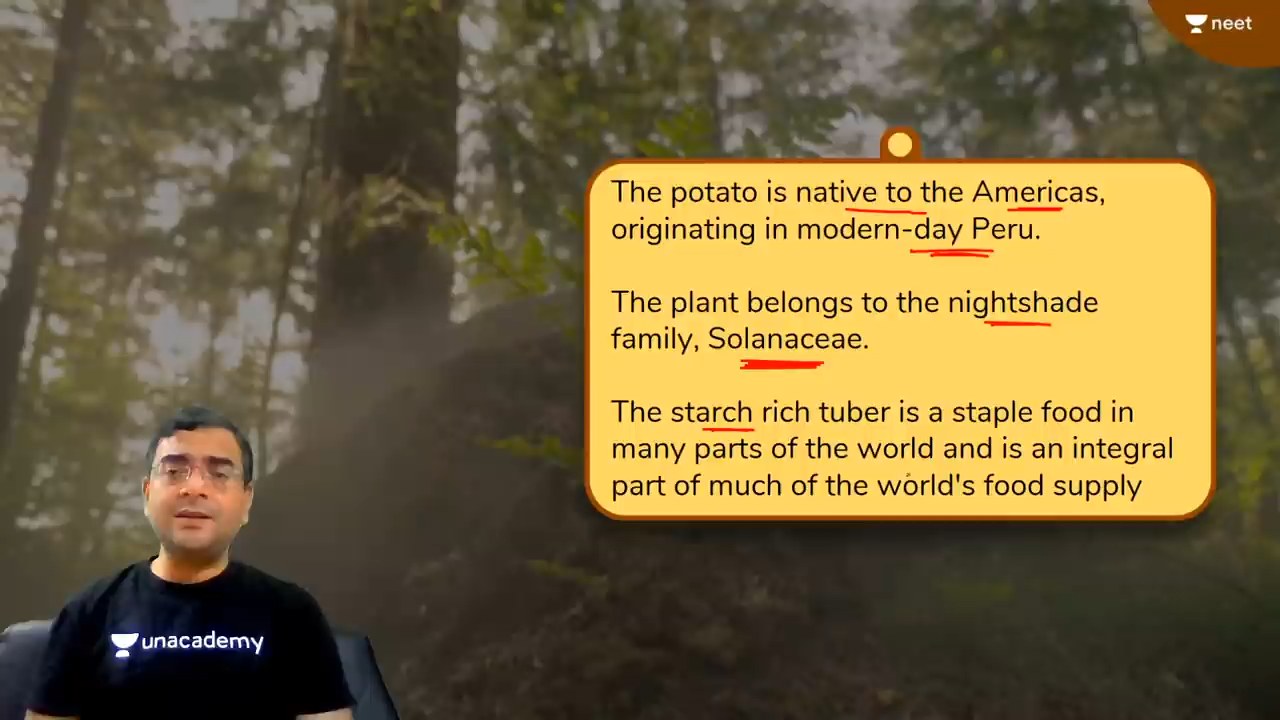 neet
The potato is native to the Americas,
originating in modern-day Peru.
The plant belongs to the nightshade
family, Solanaceae.
The starch rich tuber is a staple food in
many parts of the world and is an integral
part of much of the world's food supply
unacademy